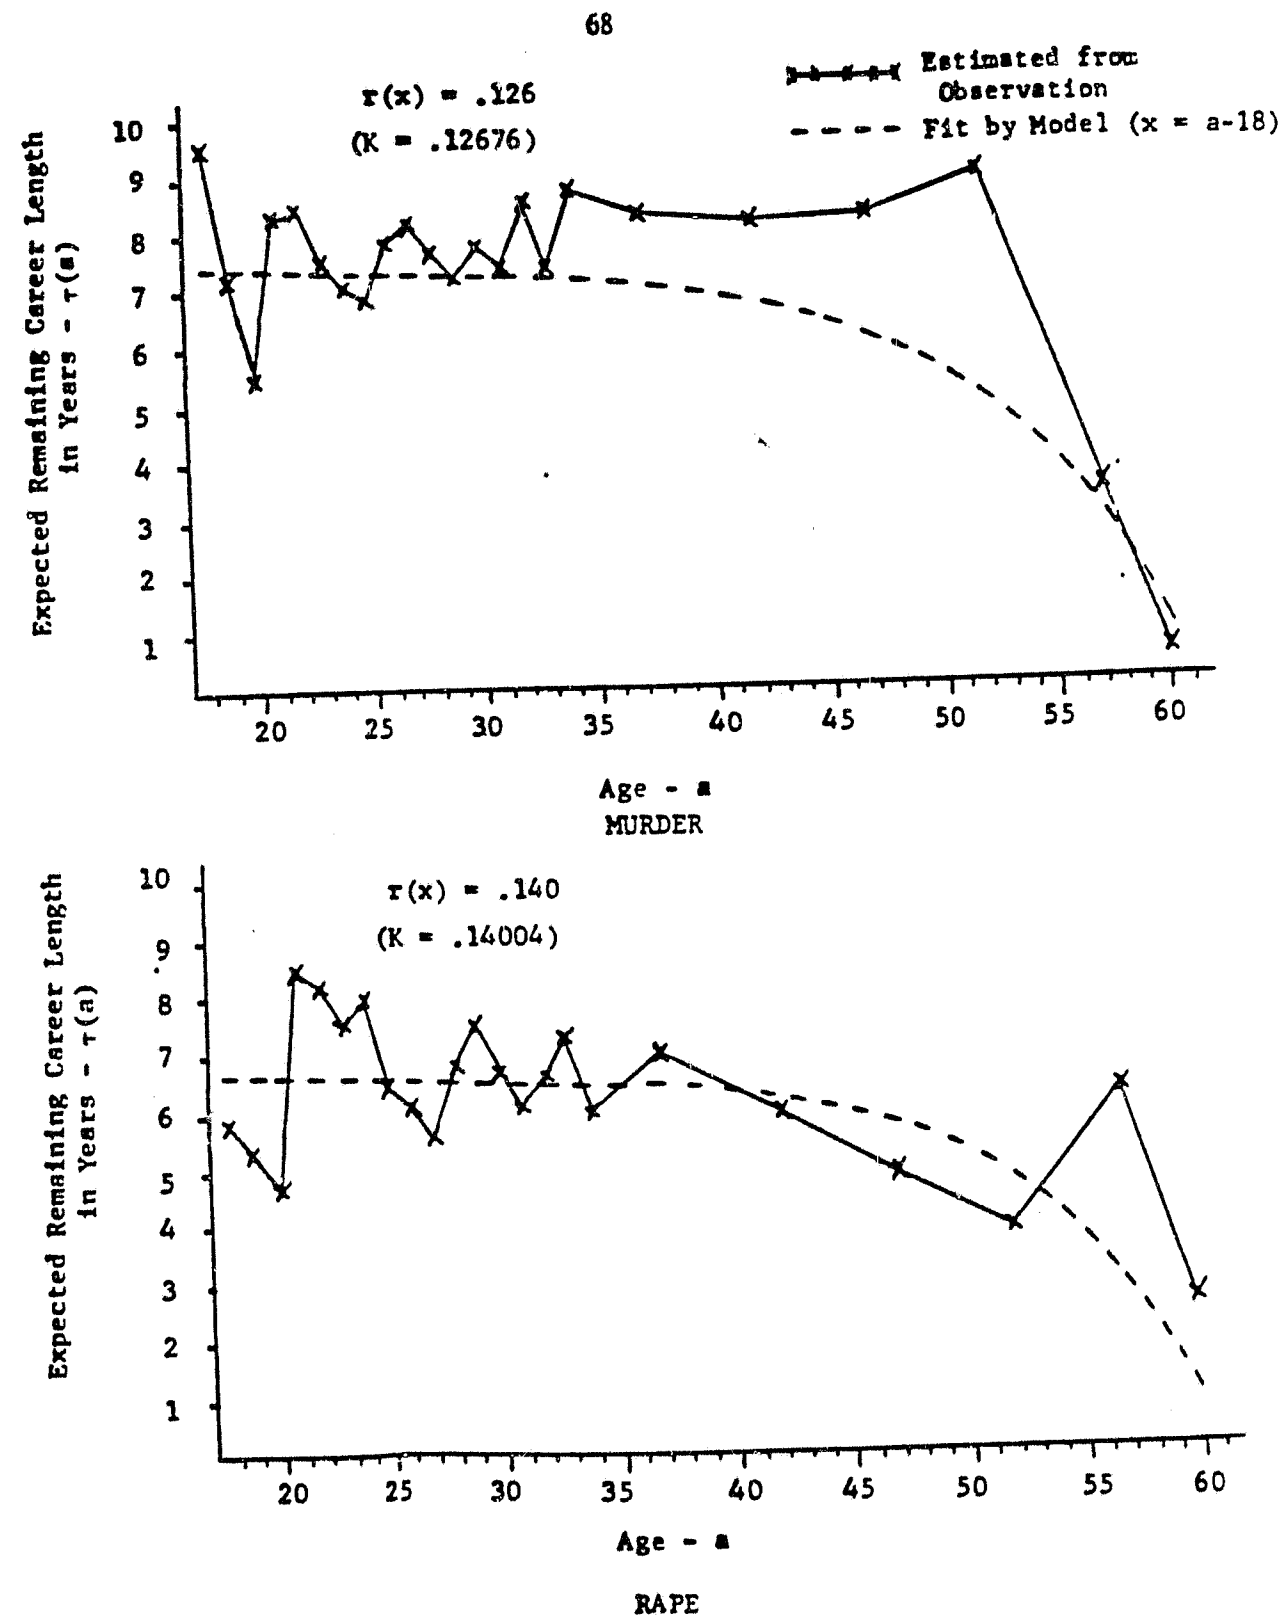 68
Estimated from
Observation
Fit by Model (x = a-18)
r(x) = .126
(K = .12676)
Expected Remaining Career Length
in Years - τ(a)
10
9
8
7
6
5
4
3
2
1
20 25 30 35 40 45 50 55 60
Age - a
MURDER
r(x) = .140
(K = .14004)
Expected Remaining Career Length
in Years - τ(a)
10
9
8
7
6
5
4
3
2
1
20 25 30 35 40 45 50 55 60
Age - a
RAPE